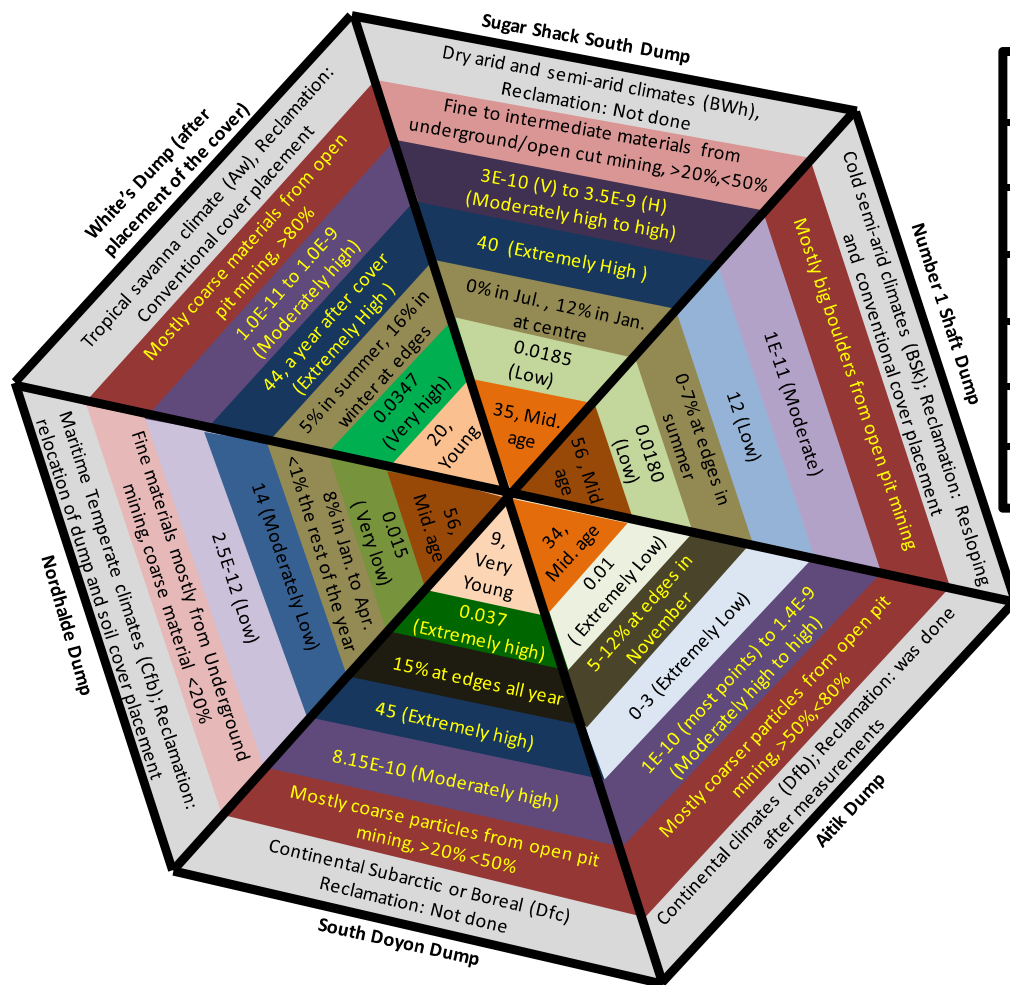 Sugar Shack South Dump
Dry arid and semi-arid climates (BWh),
Reclamation: Not done
Fine to intermediate materials from
underground/open cut mining, >20%,<50%
3E-10 (V) to 3.5E-9 (H)
(Moderately high to high)
40 (Extremely High )
0% in Jul. , 12% in Jan.
at centre
0.0185
(Low)
35, Mid.
age
Number 1 Shaft Dump
Cold semi-arid climates (BSk); Reclamation: Resloping
and conventional cover placement
Mostly big boulders from open pit mining
1E-11 (Moderate)
12 (Low)
0-7% at edges in
summer
0.0180
(Low)
56 , Mid.
age
Aitik Dump
Continental climates (Dfb); Reclamation: was done
after measurements
Mostly coarser particles from open pit
mining, >50%,<80%
1E-10 (most points) to 1.4E-9
(Moderately high to high)
0-3 (Extremely Low)
5-12% at edges in
November
0.01
( Extremely Low)
34,
Mid. age
South Doyon Dump
Continental Subarctic or Boreal (Dfc)
Reclamation: Not done
Mostly coarse particles from open pit
mining, >20% <50%
8.15E-10 (Moderately high)
45 (Extremely high)
15% at edges all year
0.037
(Extremely high)
9,
Very
Young
Nordhalde Dump
Maritime Temperate climates (Cfb); Reclamation:
relocation of dump and soil cover placement
Fine materials mostly from Underground
mining, coarse material <20%
2.5E-12 (Low)
14 (Moderately Low)
8% in Jan. to Apr.
<1% the rest of the year
0.015
(Very low)
56,
Mid. age
White's Dump (after
placement of the cover)
Tropical savanna climate (Aw), Reclamation:
Conventional cover placement
Mostly coarse materials from open
pit mining, >80%
1.0E-11 to 1.0E-9
(Moderately high)
44, a year after cover
(Extremely High )
5% in summer, 16% in
winter at edges
0.0347
(Very high)
20,
Young